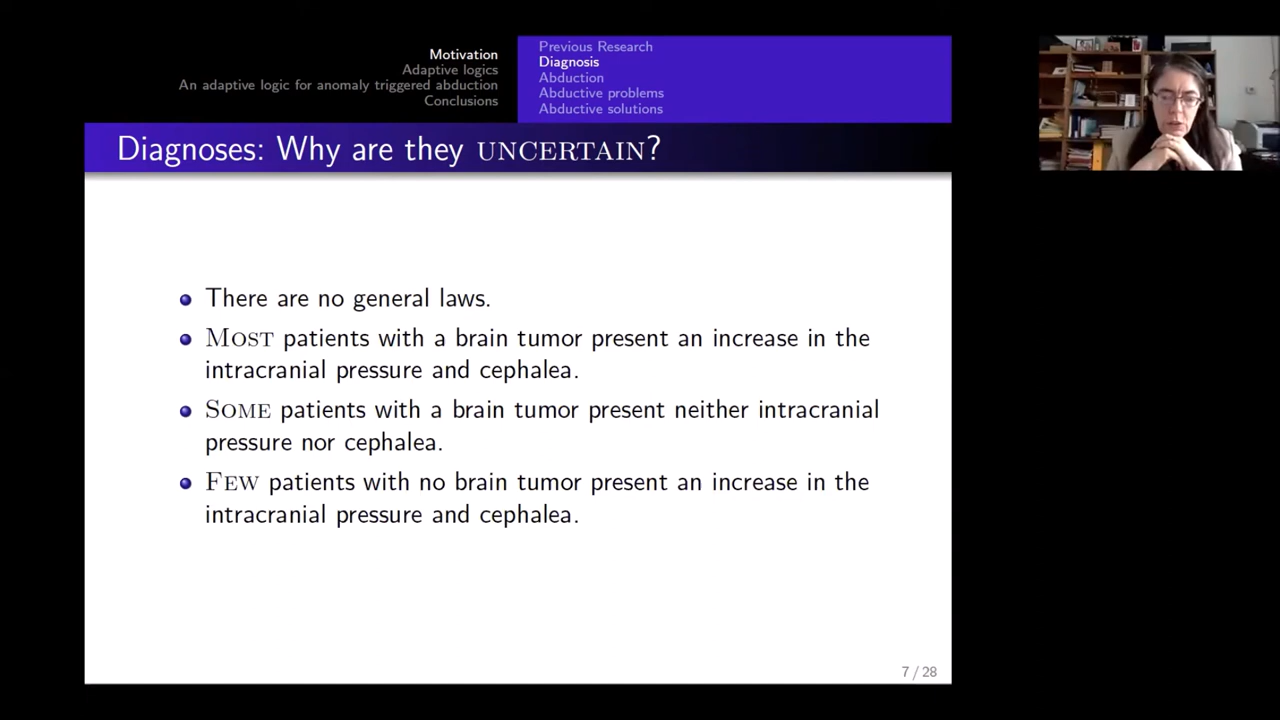 Motivation
Adaptive logics
An adaptive logic for anomaly triggered abduction
Conclusions
Previous Research
Diagnosis
Abduction
Abductive problems
Abductive solutions
Diagnoses: Why are they UNCERTAIN?
There are no general laws.
MOST patients with a brain tumor present an increase in the
intracranial pressure and cephalea.
SOME patients with a brain tumor present neither intracranial
pressure nor cephalea.
FEW patients with no brain tumor present an increase in the
intracranial pressure and cephalea.
7 / 28